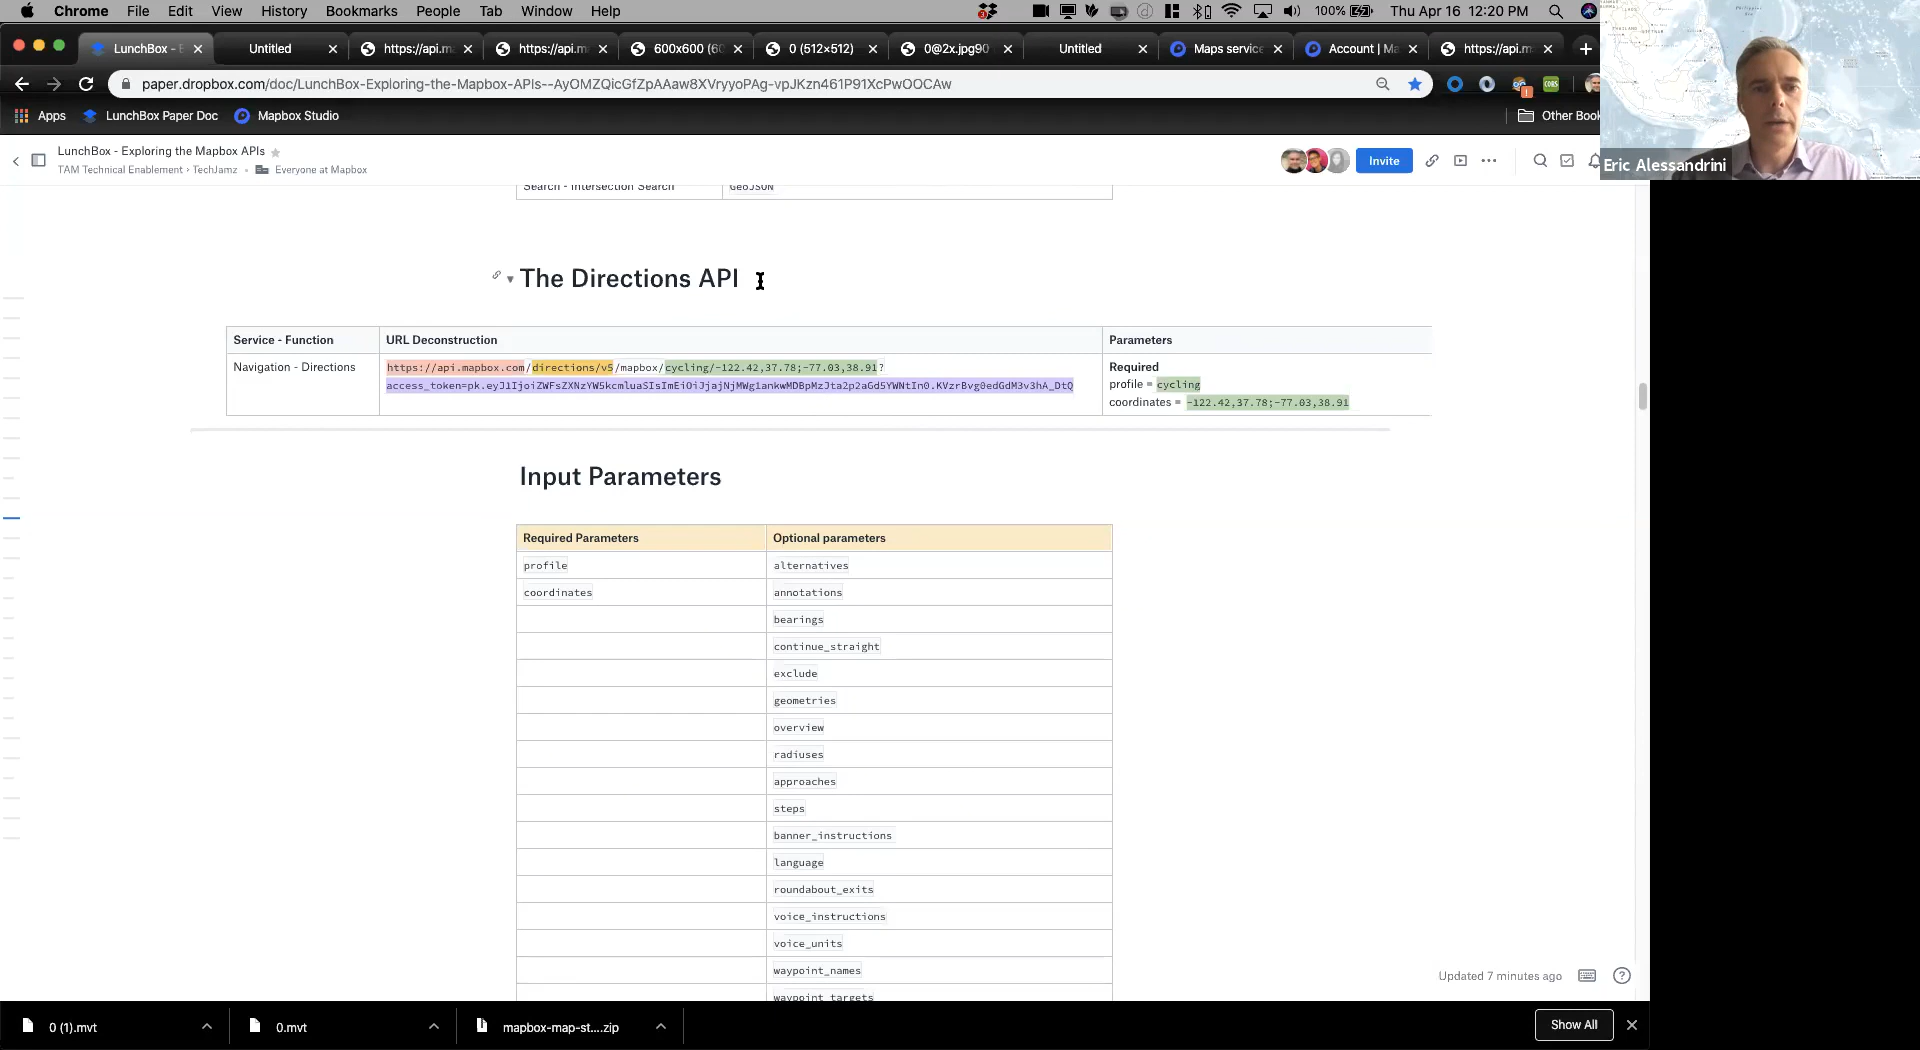 Chrome File Edit View History Bookmarks People Tab Window Help 100% Thu Apr 16 12:20 PM
LunchBox - E Untitled https://api.m 600x600 (60 0 (512×512) 0@2x.jpg90 Untitled Maps service Account | Ma https://api.m
paper.dropbox.com/doc/LunchBox-Exploring-the-Mapbox-APIs--AyOMZQicGfZpAAaw8XVryyoPAg-vpJKzn461P91XcPwOOCAw
Apps LunchBox Paper Doc Mapbox Studio Other Book
LunchBox - Exploring the Mapbox APIs
TAM Technical Enablement › TechJamz • Everyone at Mapbox
Invite
Eric Alessandrini
Search - Intersection Search GeoJSON
The Directions API
Service - Function URL Deconstruction Parameters
Navigation - Directions https://api.mapbox.com/directions/v5/mapbox/cycling/-122.42,37.78;-77.03,38.91? Required
profile = cycling
coordinates = -122.42,37.78;-77.03,38.91
Input Parameters
Required Parameters Optional parameters
profile alternatives
coordinates annotations
bearings
continue_straight
exclude
geometries
overview
radiuses
approaches
steps
banner_instructions
language
roundabout_exits
voice_instructions
voice_units
waypoint_names
waypoint_targets
Updated 7 minutes ago
0 (1).mvt 0.mvt mapbox-map-st....zip Show All